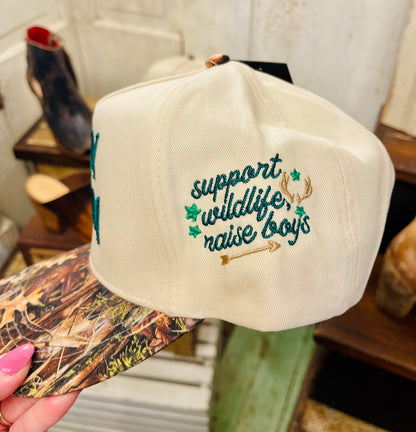 support
wildlife,
raise boys